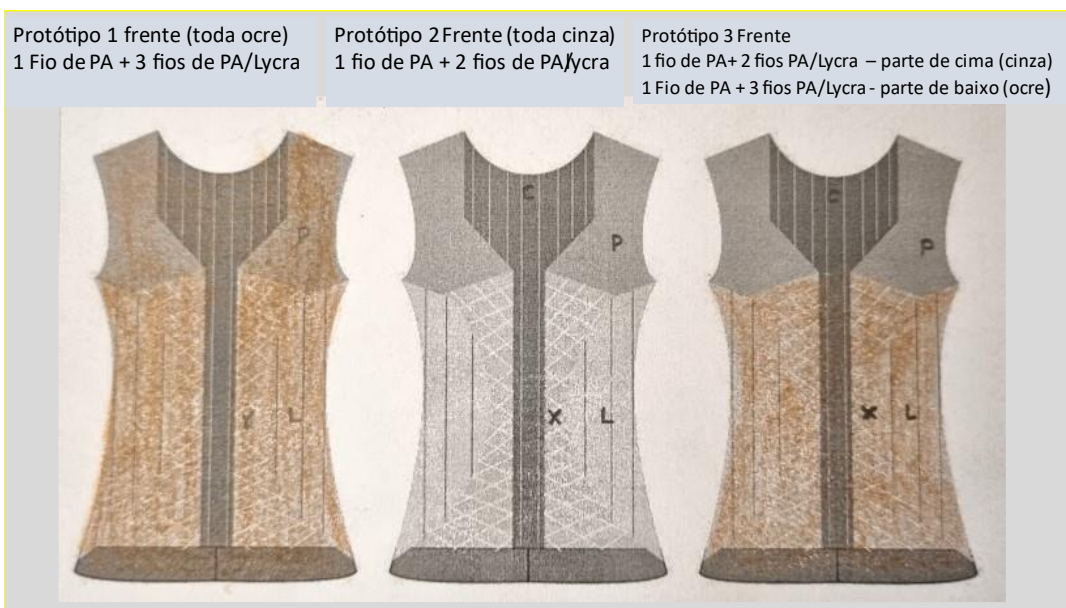 Protótipo 1 frente (toda ocre)
1 Fio de PA + 3 fios de PA/Lycra
Protótipo 2 Frente (toda cinza)
1 fio de PA + 2 fios de PA/lycra
Protótipo 3 Frente
1 fio de PA+ 2 fios PA/Lycra – parte de cima (cinza)
1 Fio de PA + 3 fios PA/Lycra - parte de baixo (ocre)
P
L
C
P
X L
C
P
X L